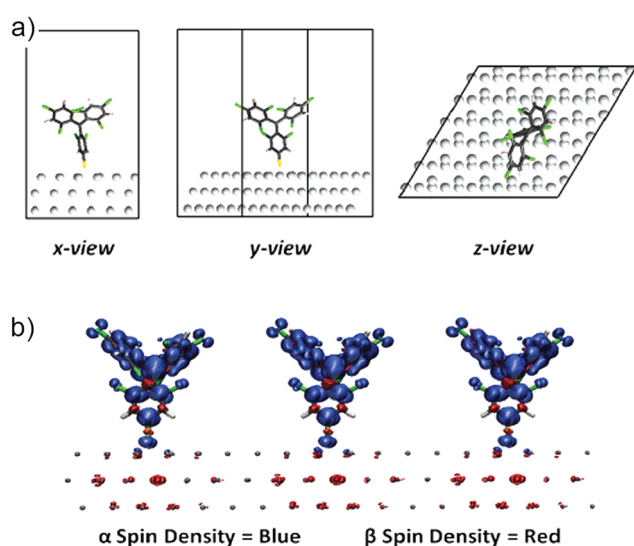 a)
x-view
y-view
z-view
b)
α Spin Density = Blue
β Spin Density = Red